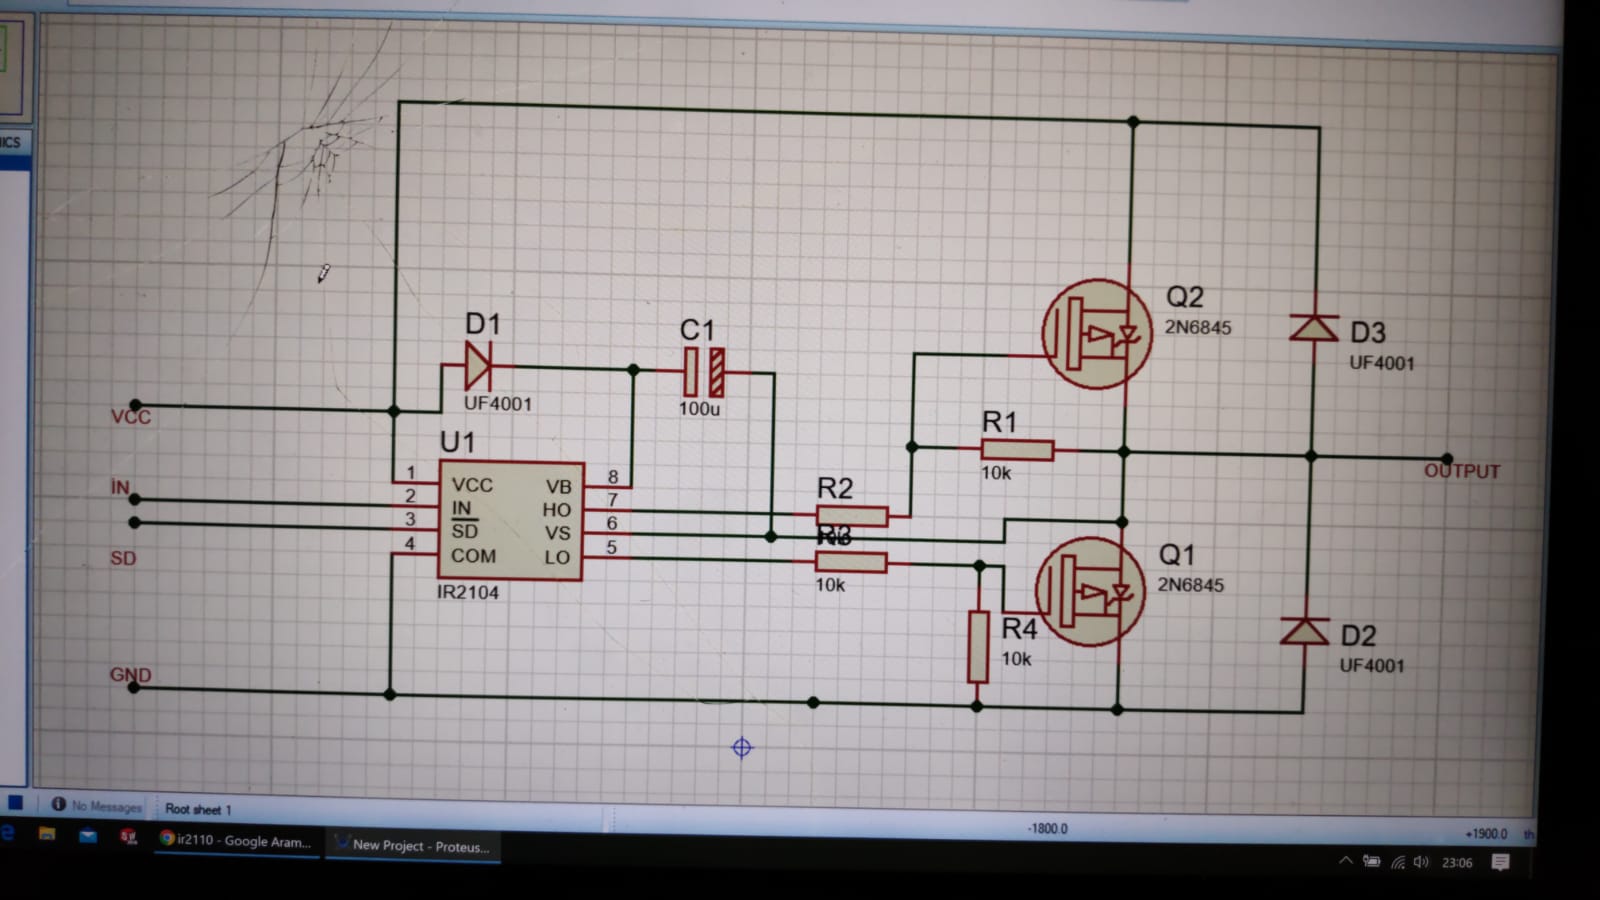 ICS
D1
UF4001
C1
100u
Q2
2N6845
D3
UF4001
VCC
U1
R1
10k
OUTPUT
IN
SD
1
2
3
4
VCC
IN
SD
COM
VB
HO
VS
LO
8
7
6
5
IR2104
R2
R3
10k
Q1
2N6845
R4
10k
D2
UF4001
GND
No Messages
Root sheet 1
-1800.0
+1900.0
th
ir2110 - Google Aram...
New Project - Proteus...
23:06